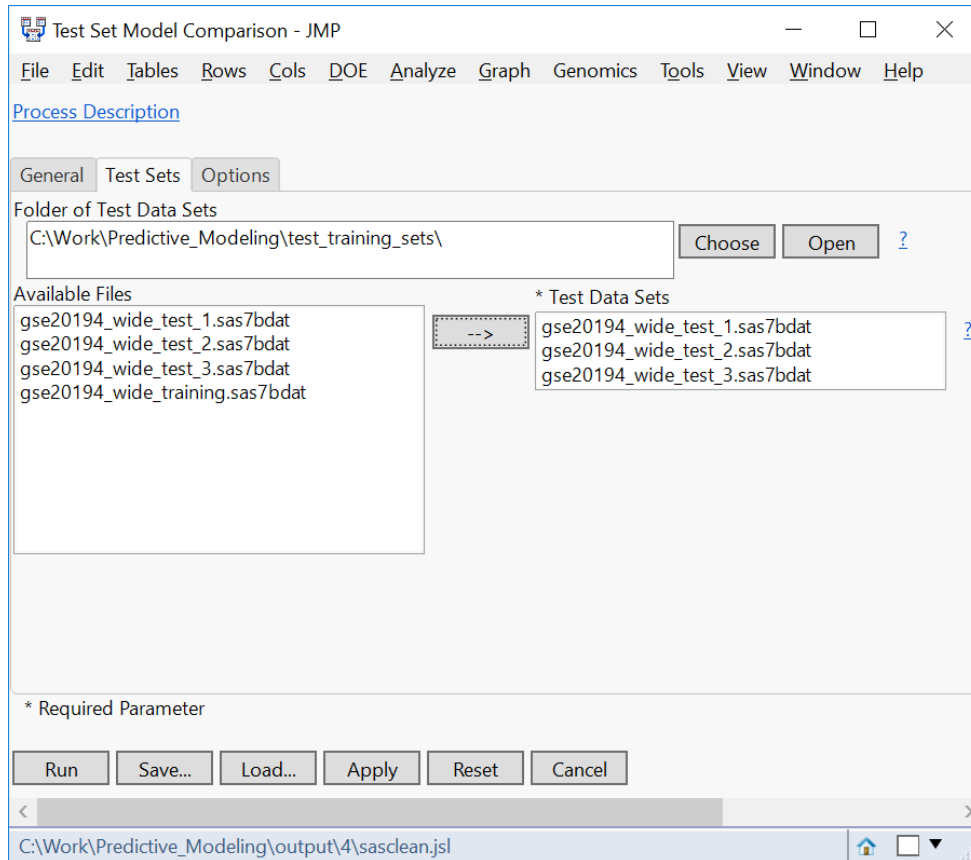 Test Set Model Comparison - JMP
File Edit Tables Rows Cols DOE Analyze Graph Genomics Tools View Window Help
Process Description
General Test Sets Options
Folder of Test Data Sets
C:\Work\Predictive_Modeling\test_training_sets\
Choose Open ?
Available Files
* Test Data Sets
gse20194_wide_test_1.sas7bdat
gse20194_wide_test_2.sas7bdat
gse20194_wide_test_3.sas7bdat
gse20194_wide_training.sas7bdat
-->
gse20194_wide_test_1.sas7bdat
gse20194_wide_test_2.sas7bdat
gse20194_wide_test_3.sas7bdat
?
* Required Parameter
Run Save... Load... Apply Reset Cancel
C:\Work\Predictive_Modeling\output\4\sasclean.jsl